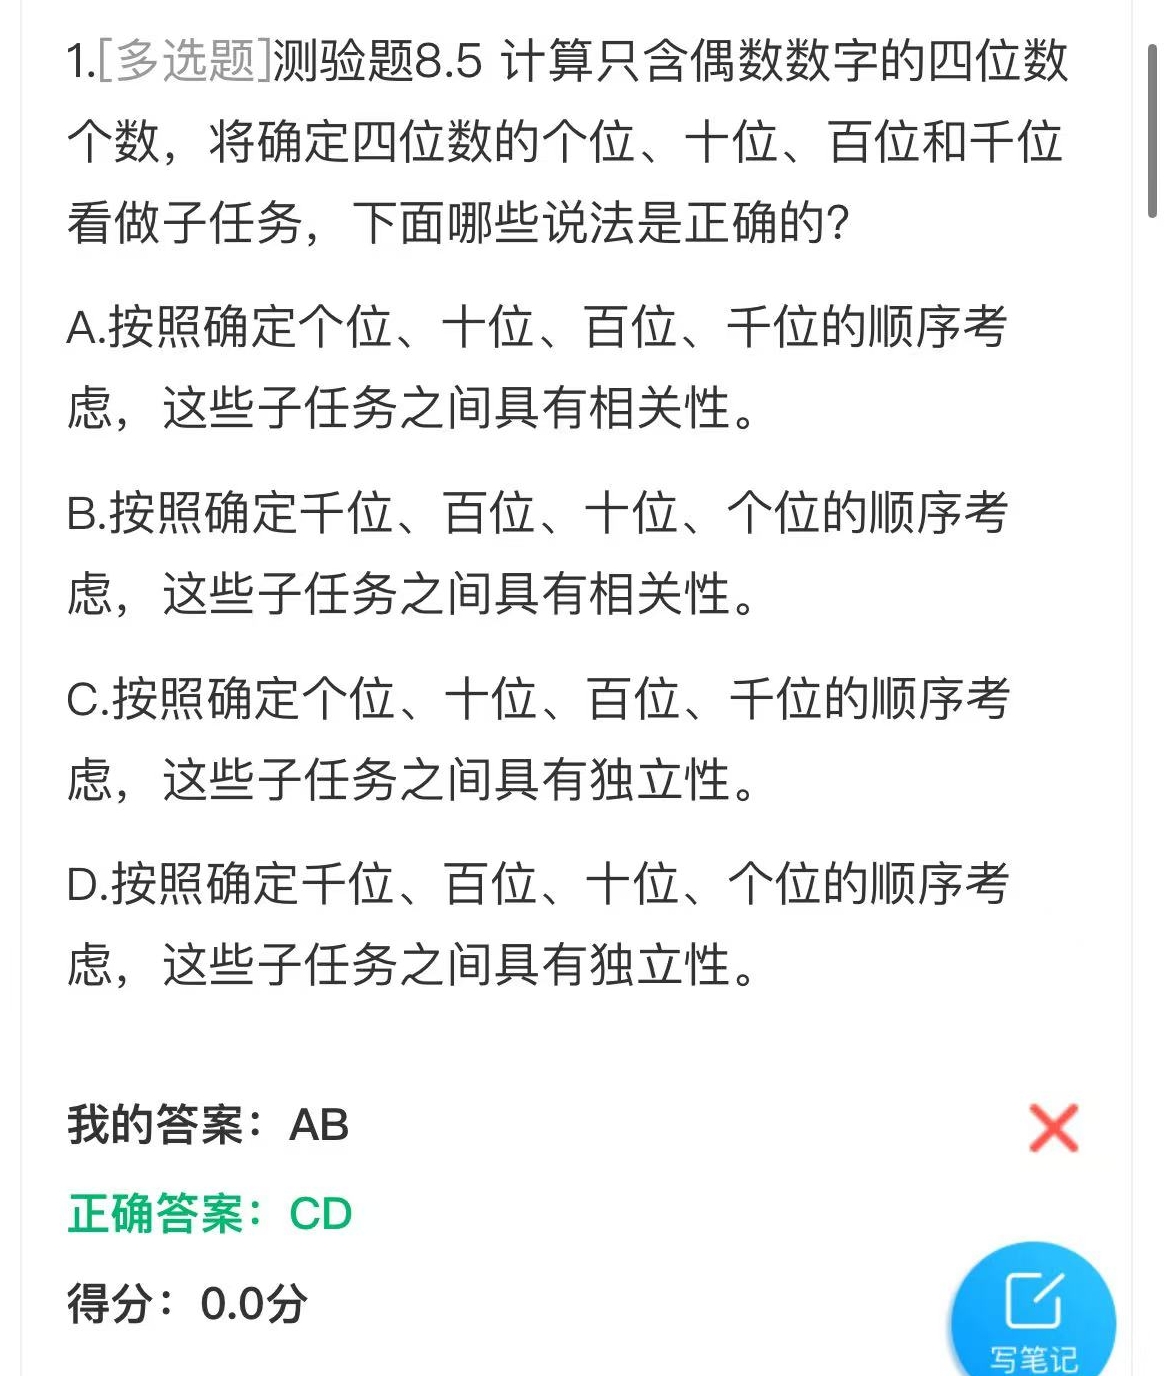 1.[多选题]测验题8.5 计算只含偶数数字的四位数
个数，将确定四位数的个位、十位、百位和千位
看做子任务，下面哪些说法是正确的?
A.按照确定个位、十位、百位、千位的顺序考
虑，这些子任务之间具有相关性。
B.按照确定千位、百位、十位、个位的顺序考
虑，这些子任务之间具有相关性。
C.按照确定个位、十位、百位、千位的顺序考
虑，这些子任务之间具有独立性。
D.按照确定千位、百位、十位、个位的顺序考
虑，这些子任务之间具有独立性。
我的答案：AB
正确答案：CD
得分：0.0分
写笔记